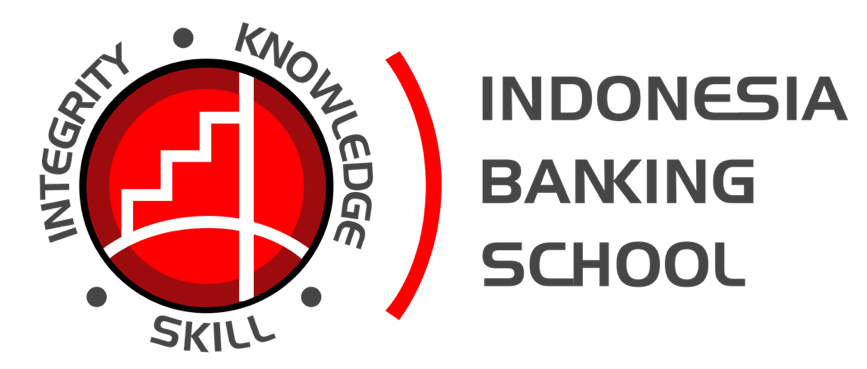 INTEGRITY
KNOWLEDGE
SKILL
INDONESIA
BANKING
SCHOOL